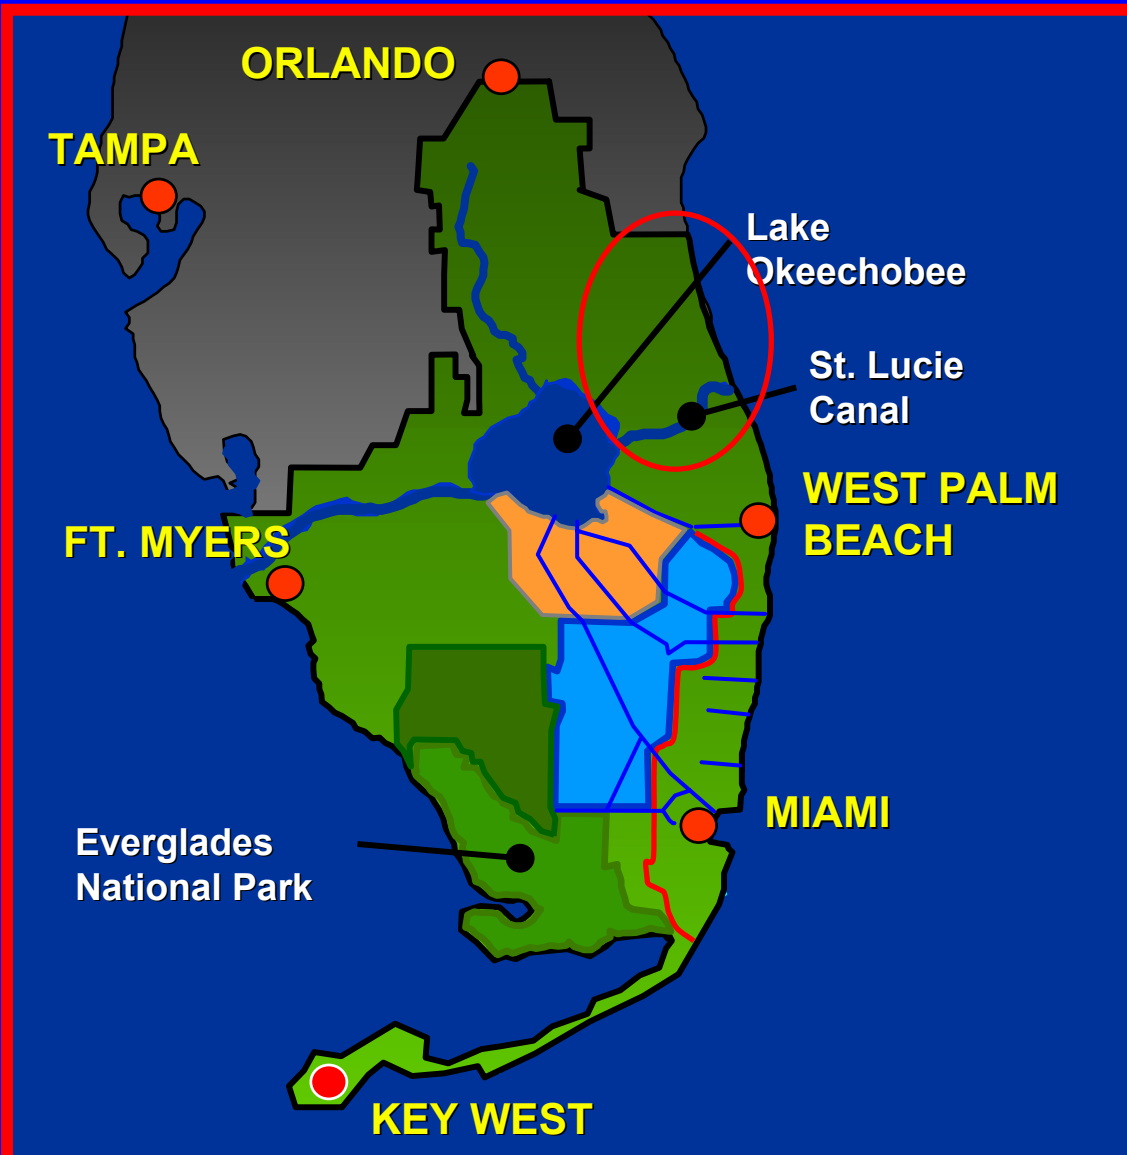 ORLANDO
TAMPA
Lake
Okeechobee
St. Lucie
Canal
WEST PALM
BEACH
FT. MYERS
MIAMI
Everglades
National Park
KEY WEST